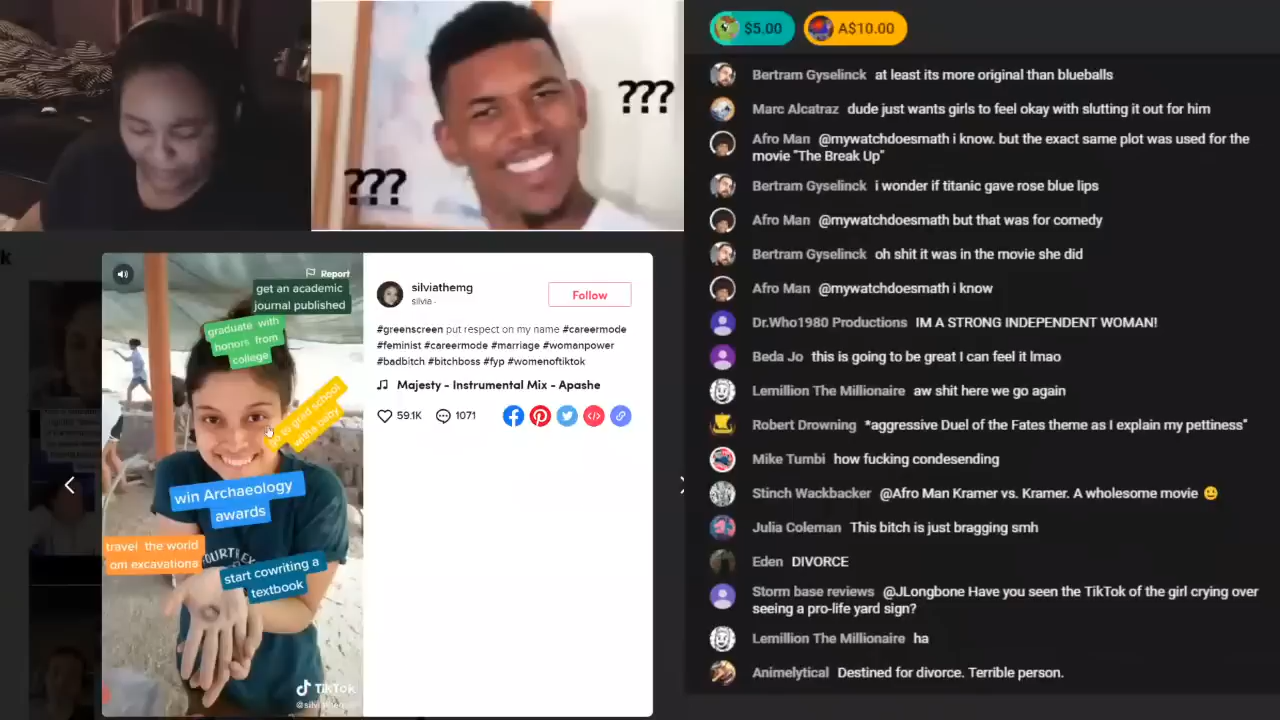 ???
???
Report
get an academic
journal published
graduate with
honors from
college
go to grad school
with a baby
win Archaeology
awards
travel the world
start cowriting a
textbook
TikTok
silviathemg
silvia ·
Follow
#greenscreen put respect on my name #careermode
#feminist #careermode #marriage #womanpower
#badbitch #bitchboss #fyp #womenoftiktok
Majesty - Instrumental Mix - Apashe
59.1K 1071
$5.00 A$10.00
Bertram Gyselinck at least its more original than blueballs
Marc Alcatraz dude just wants girls to feel okay with slutting it out for him
Afro Man @mywatchdoesmath i know. but the exact same plot was used for the
movie "The Break Up"
Bertram Gyselinck i wonder if titanic gave rose blue lips
Afro Man @mywatchdoesmath but that was for comedy
Bertram Gyselinck oh shit it was in the movie she did
Afro Man @mywatchdoesmath i know
Dr.Who1980 Productions IM A STRONG INDEPENDENT WOMAN!
Beda Jo this is going to be great I can feel it lmao
Lemillion The Millionaire aw shit here we go again
Robert Drowning *aggressive Duel of the Fates theme as I explain my pettiness"
Mike Tumbi how fucking condesending
Stinch Wackbacker @Afro Man Kramer vs. Kramer. A wholesome movie
Julia Coleman This bitch is just bragging smh
Eden DIVORCE
Storm base reviews @JLongbone Have you seen the TikTok of the girl crying over
seeing a pro-life yard sign?
Lemillion The Millionaire ha
Animelytical Destined for divorce. Terrible person.